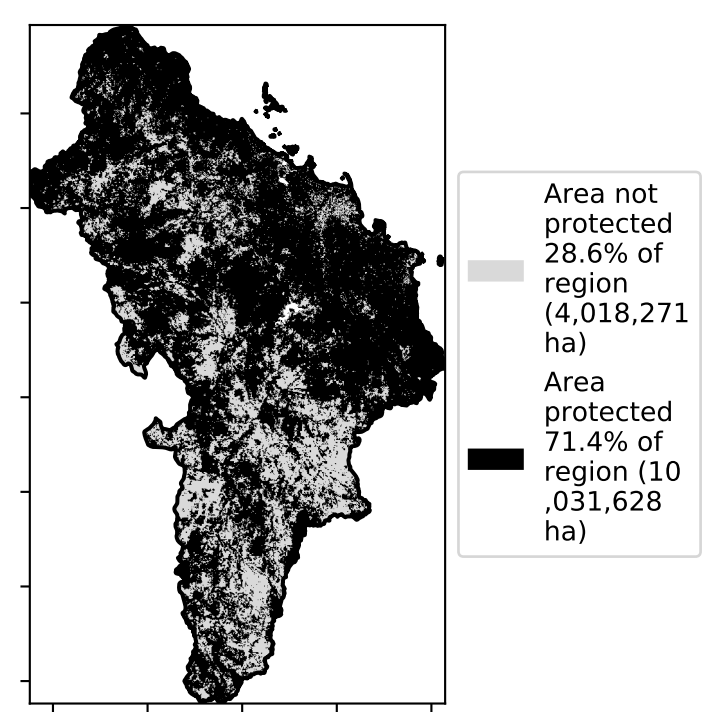 Area not
protected
28.6% of
region
(4,018,271
ha)
Area
protected
71.4% of
region (10
,031,628
ha)